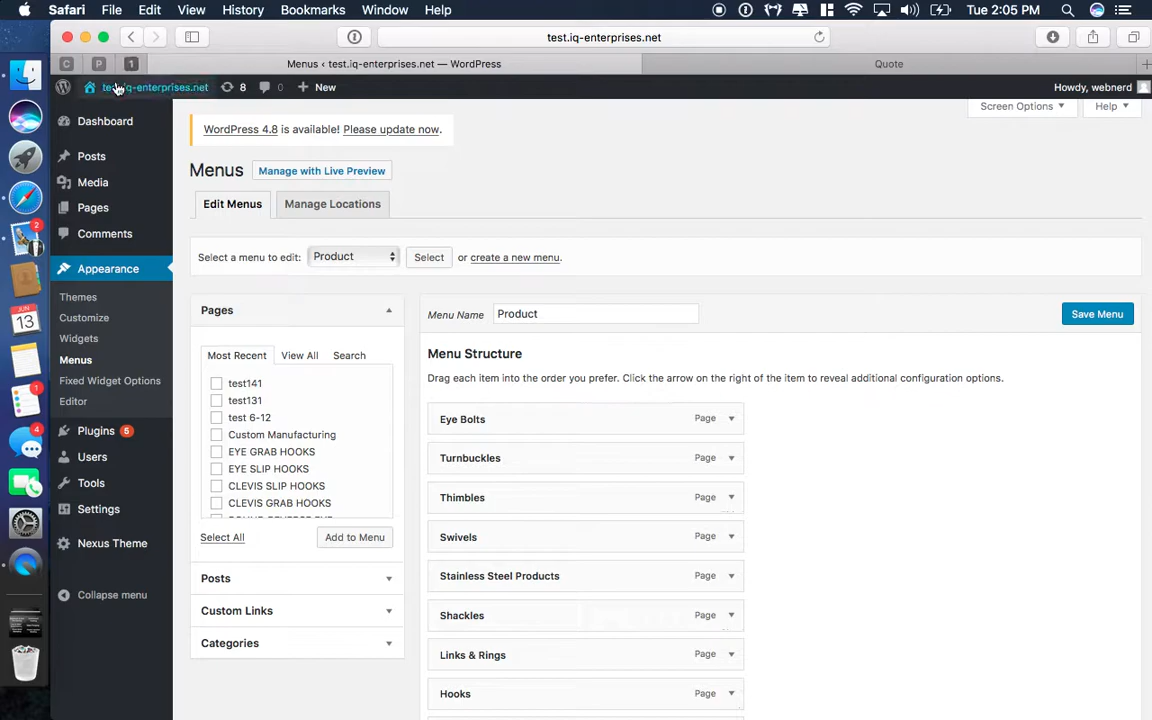 Safari File Edit View History Bookmarks Window Help Tue 2:05 PM
test.iq-enterprises.net
C P 1 Menus ‹ test.iq-enterprises.net — WordPress Quote
test.iq-enterprises.net 8 0 + New Howdy, webnerd
Screen Options Help
Dashboard
WordPress 4.8 is available! Please update now.
Posts
Menus Manage with Live Preview
Media
Pages
Edit Menus Manage Locations
Comments
Select a menu to edit: Product Select or create a new menu.
Appearance
Themes
Customize
Widgets
Menus
Fixed Widget Options
Editor
Plugins 5
Users
Tools
Settings
Nexus Theme
Collapse menu
2
JUN
13
1
4
Pages
Most Recent View All Search
test141
test131
test 6-12
Custom Manufacturing
EYE GRAB HOOKS
EYE SLIP HOOKS
CLEVIS SLIP HOOKS
CLEVIS GRAB HOOKS
Select All Add to Menu
Posts
Custom Links
Categories
Menu Name Product Save Menu
Menu Structure
Drag each item into the order you prefer. Click the arrow on the right of the item to reveal additional configuration options.
Eye Bolts Page
Turnbuckles Page
Thimbles Page
Swivels Page
Stainless Steel Products Page
Shackles Page
Links & Rings Page
Hooks Page